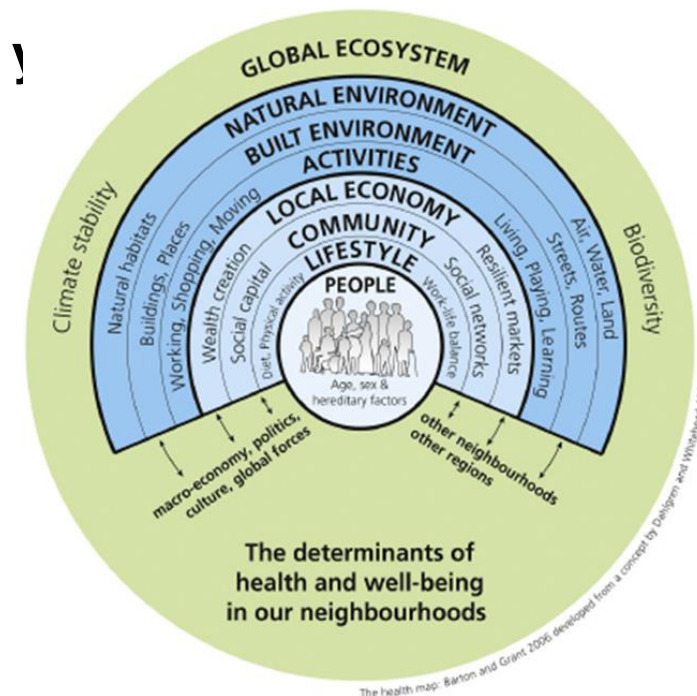 y
GLOBAL ECOSYSTEM
NATURAL ENVIRONMENT
BUILT ENVIRONMENT
ACTIVITIES
LOCAL ECONOMY
COMMUNITY
LIFESTYLE
PEOPLE
Age, sex &
hereditary factors
Climate stability
Natural habitats
Buildings, Places
Working, Shopping, Moving
Wealth creation
Social capital
Diet, Physical activity
Work-life balance
Social networks
Resilient markets
Living, Playing, Learning
Streets, Routes
Air, Water, Land
Biodiversity
macro-economy, politics,
culture, global forces
other neighbourhoods
other regions
The determinants of
health and well-being
in our neighbourhoods
The health map: Barton and Grant 2006 developed from a concept by Dahlgren and